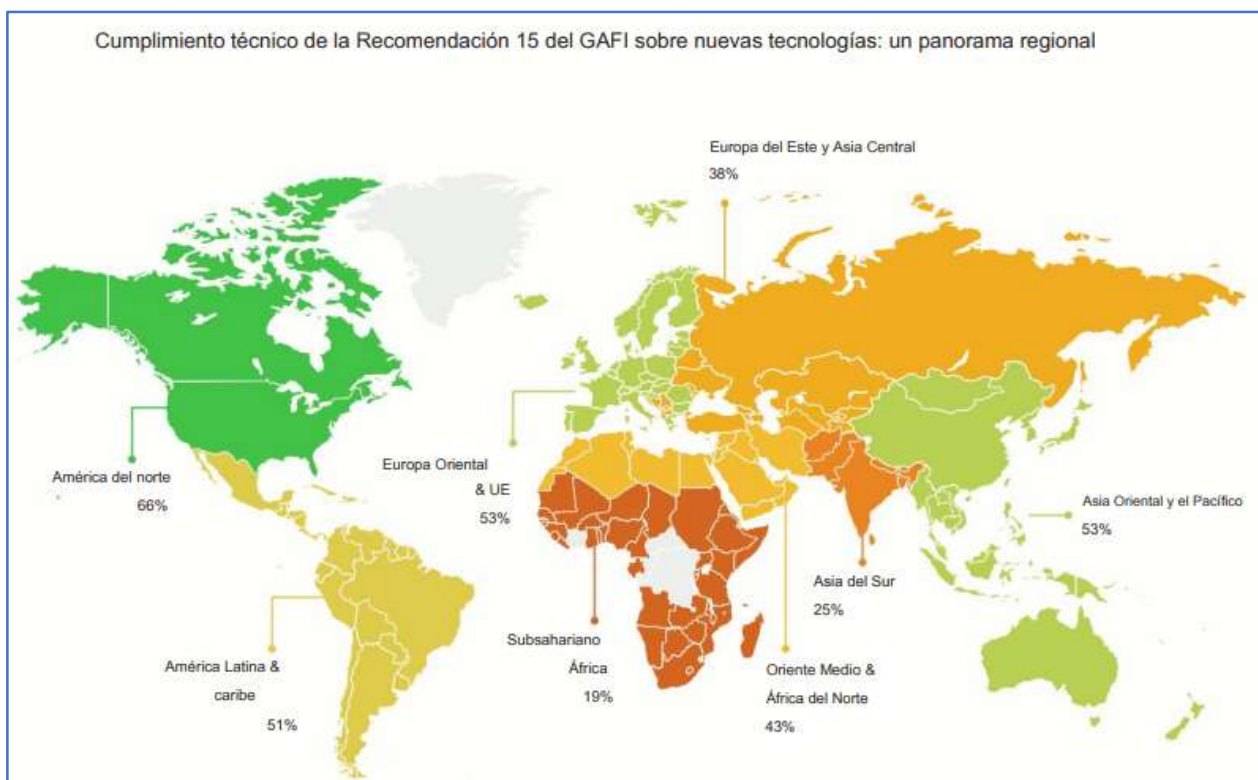 Cumplimiento técnico de la Recomendación 15 del GAFI sobre nuevas tecnologías: un panorama regional
Europa del Este y Asia Central
38%
América del norte
66%
Europa Oriental
& UE
53%
Asia Oriental y el Pacífico
53%
Asia del Sur
25%
Subsahariano
África
19%
Oriente Medio &
África del Norte
43%
América Latina &
caribe
51%